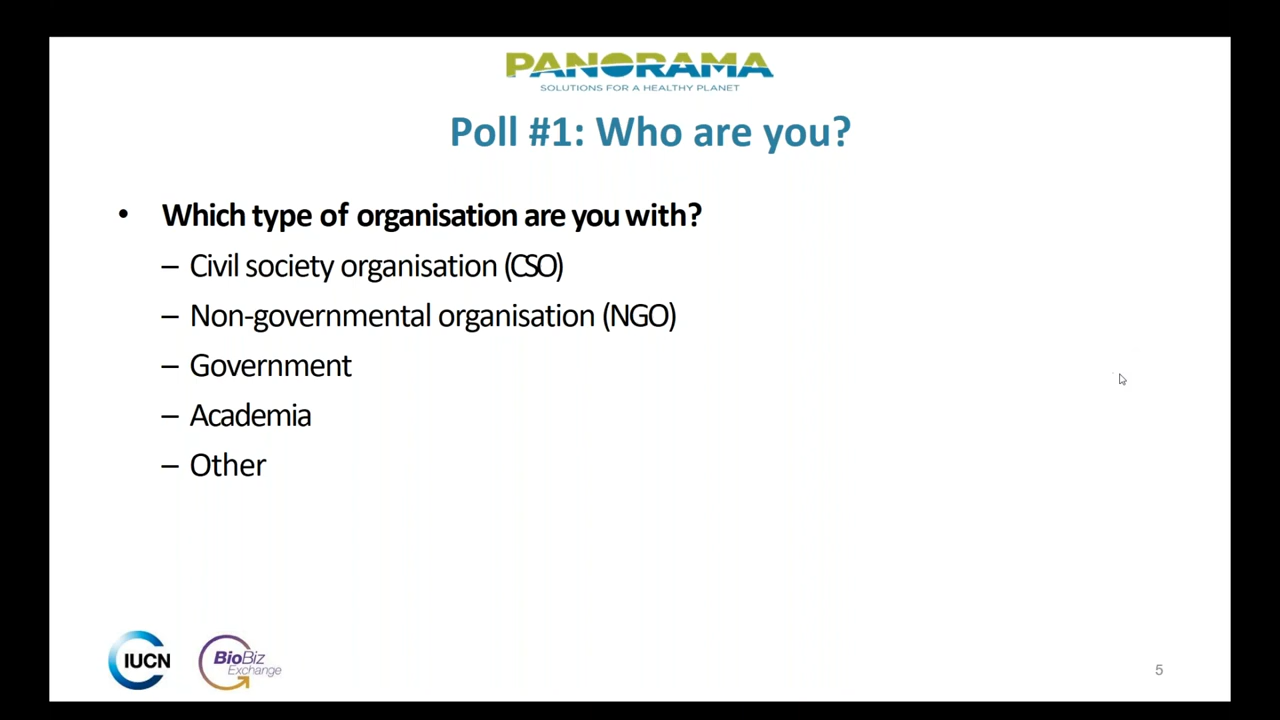 PANORAMA
SOLUTIONS FOR A HEALTHY PLANET
Poll #1: Who are you?
• Which type of organisation are you with?
– Civil society organisation (CSO)
– Non-governmental organisation (NGO)
– Government
– Academia
– Other
IUCN
BioBiz
Exchange
5